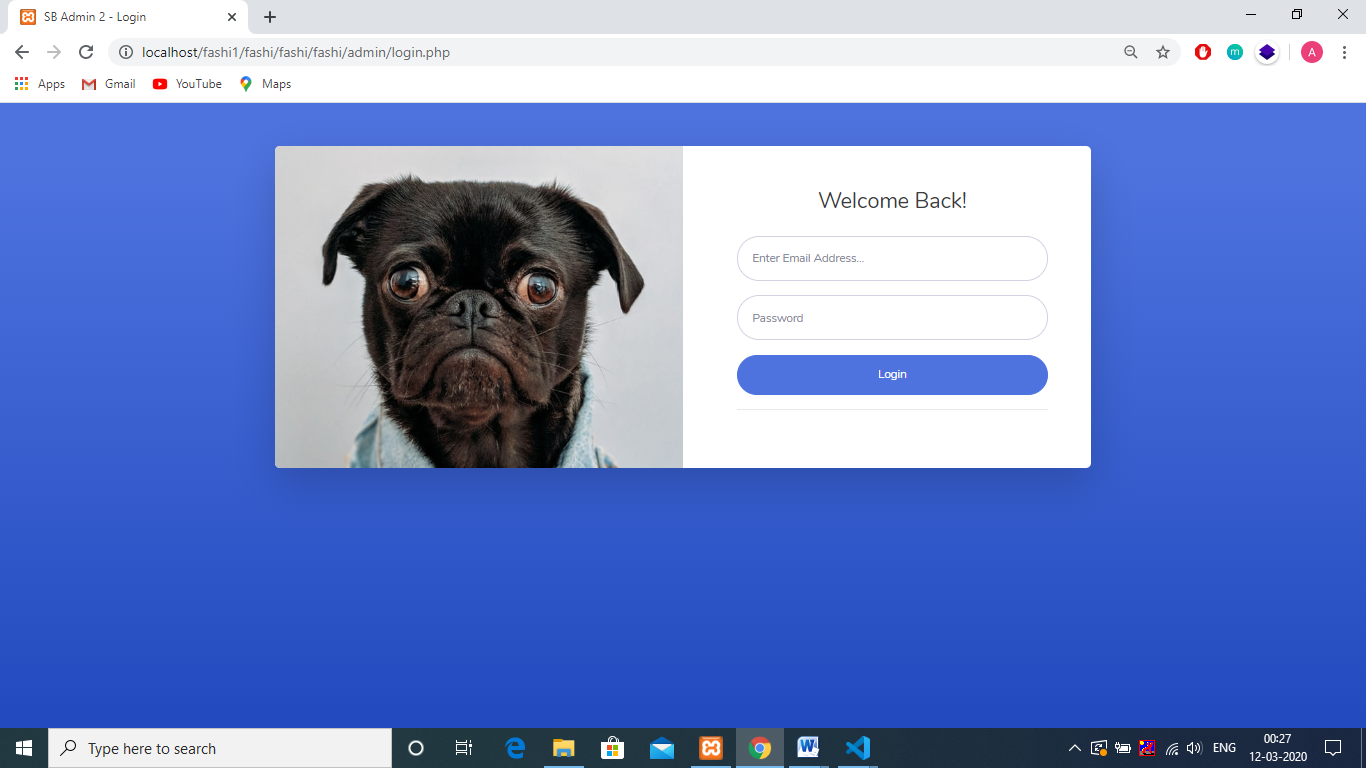 SB Admin 2 - Login
localhost/fashi1/fashi/fashi/fashi/admin/login.php
A
Apps
Gmail
YouTube
Maps
Welcome Back!
Enter Email Address...
Password
Login
Type here to search
ENG
00:27
12-03-2020